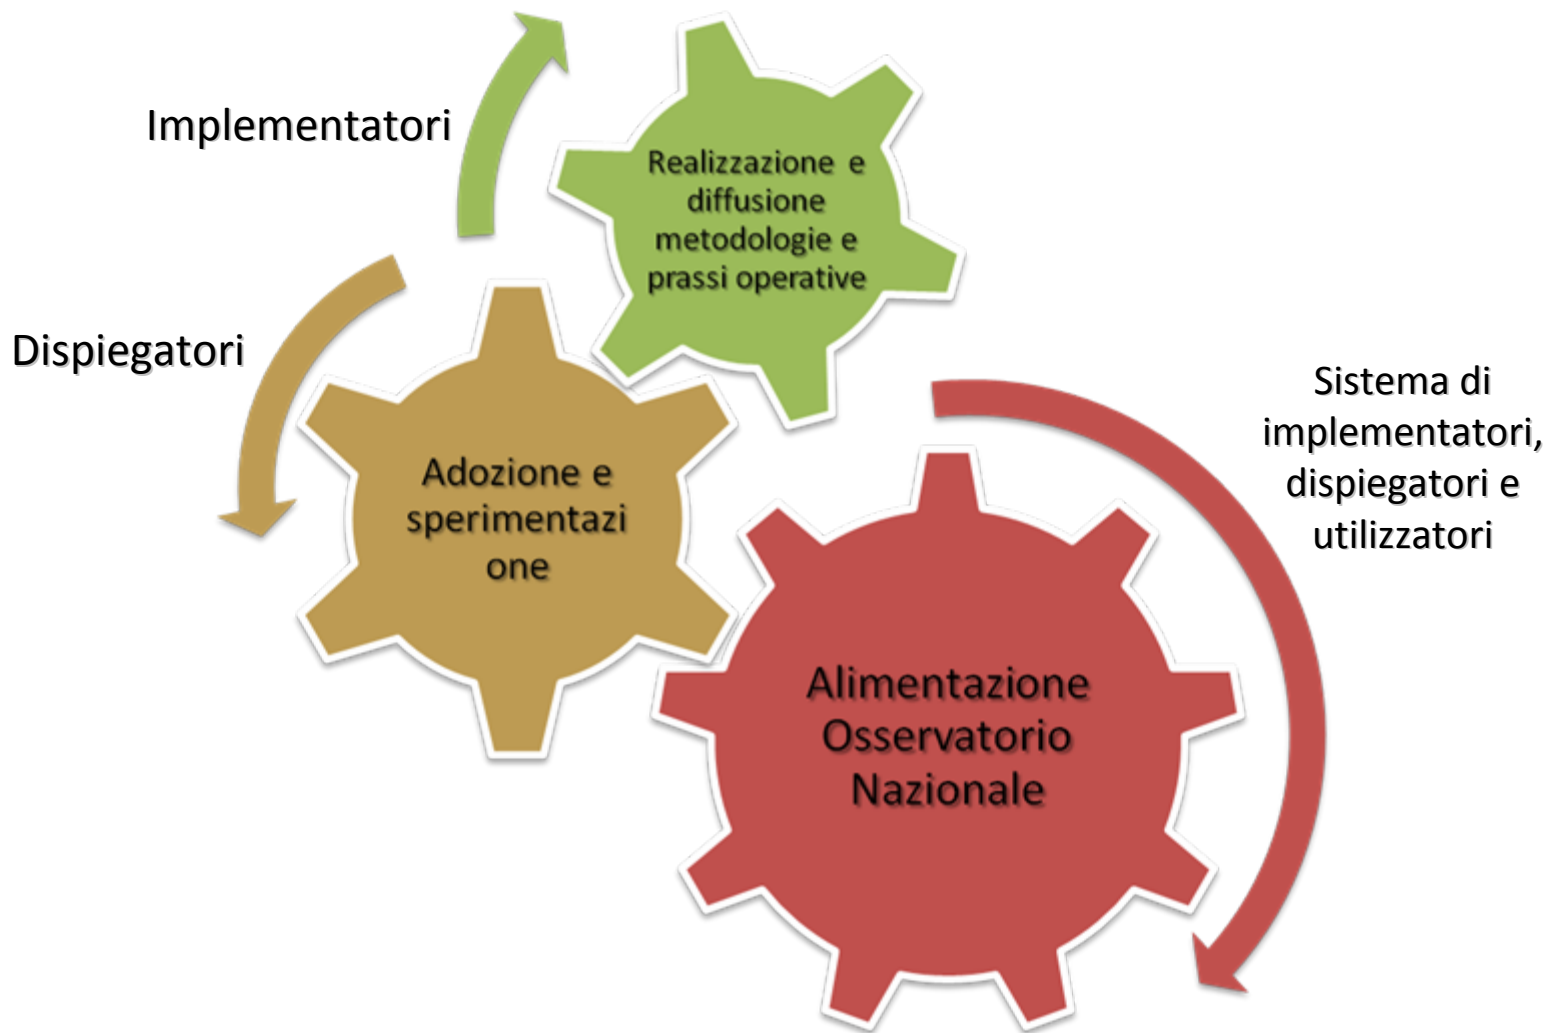 Implementatori
Realizzazione e
diffusione
metodologie e
prassi operative
Dispiegatori
Adozione e
sperimentazi
one
Sistema di
implementatori,
dispiegatori e
utilizzatori
Alimentazione
Osservatorio
Nazionale